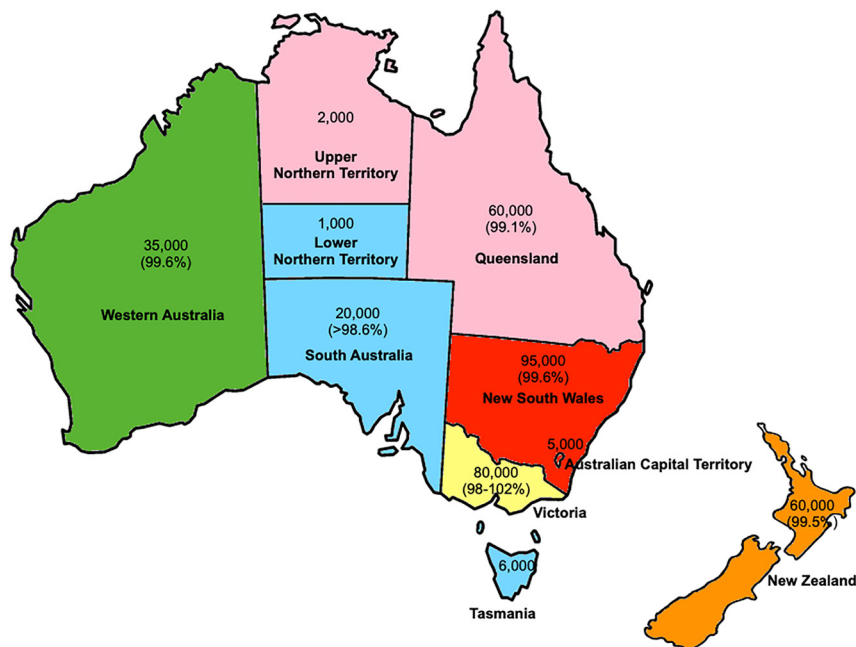 2,000
Upper
Northern Territory
1,000
Lower
Northern Territory
60,000
(99.1%)
Queensland
35,000
(99.6%)
Western Australia
20,000
(>98.6%)
South Australia
95,000
(99.6%)
New South Wales
5,000
Australian Capital Territory
80,000
(98-102%)
Victoria
60,000
(99.5%)
New Zealand
6,000
Tasmania